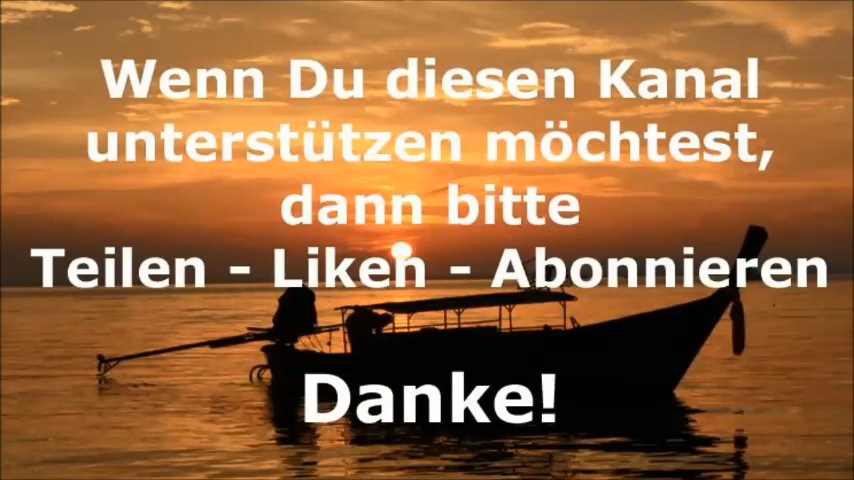 Wenn Du diesen Kanal
unterstützen möchtest,
dann bitte
Teilen - Liken - Abonnieren
Danke!